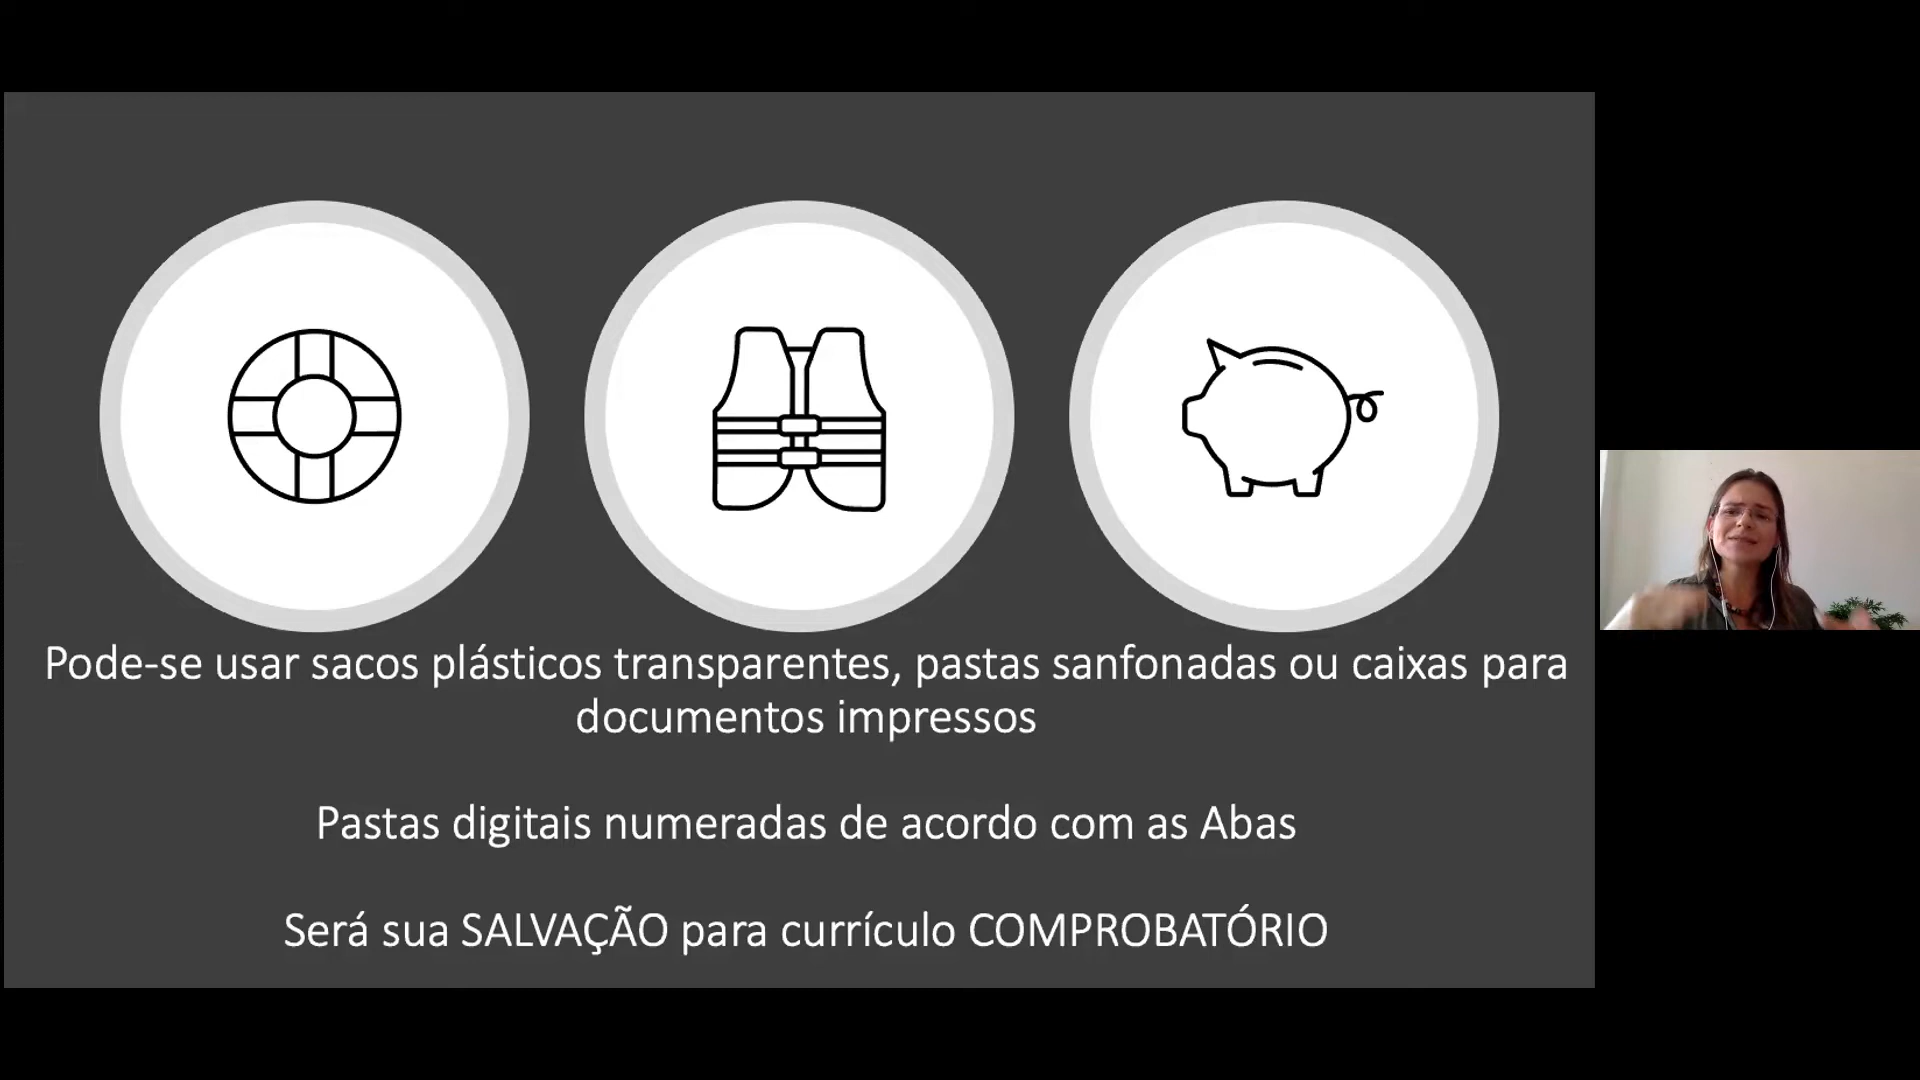 Pode-se usar sacos plásticos transparentes, pastas sanfonadas ou caixas para
documentos impressos
Pastas digitais numeradas de acordo com as Abas
Será sua SALVAÇÃO para currículo COMPROBATÓRIO